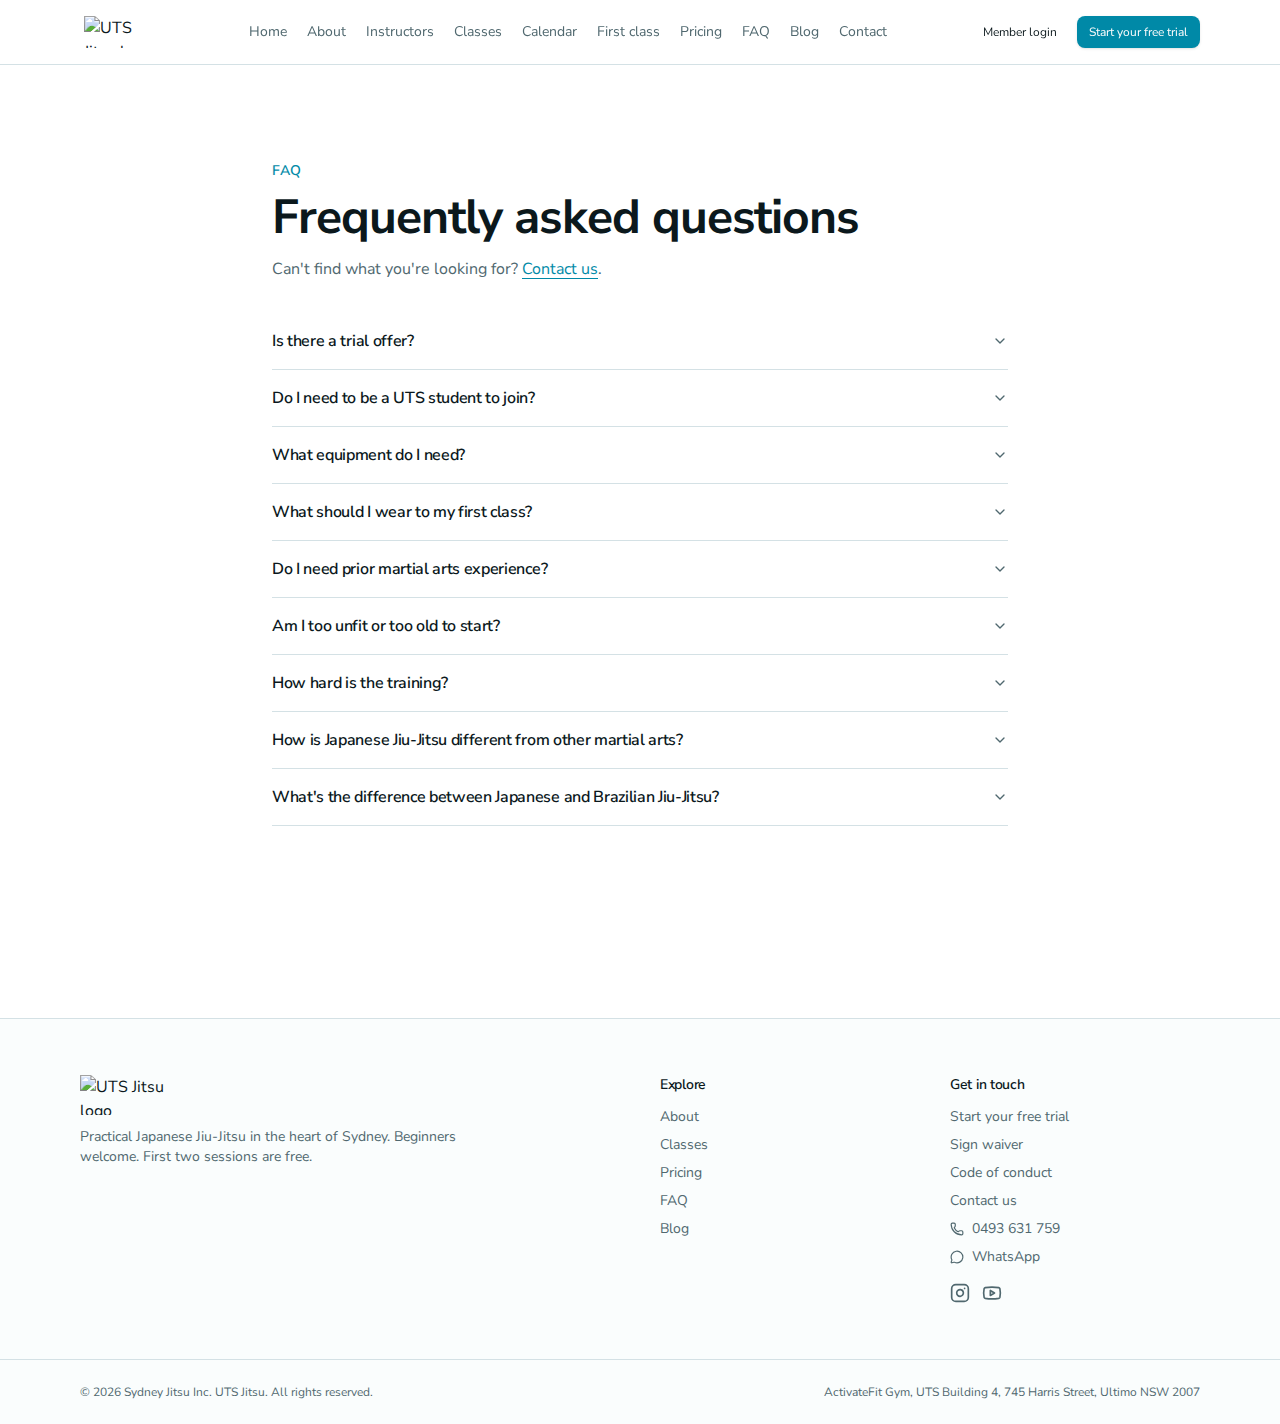 UTS
Home About Instructors Classes Calendar First class Pricing FAQ Blog Contact
Member login
Start your free trial
FAQ
Frequently asked questions
Can't find what you're looking for? Contact us.
Is there a trial offer?
Do I need to be a UTS student to join?
What equipment do I need?
What should I wear to my first class?
Do I need prior martial arts experience?
Am I too unfit or too old to start?
How hard is the training?
How is Japanese Jiu-Jitsu different from other martial arts?
What's the difference between Japanese and Brazilian Jiu-Jitsu?
UTS Jitsu
logo
Practical Japanese Jiu-Jitsu in the heart of Sydney. Beginners
welcome. First two sessions are free.
Explore
About
Classes
Pricing
FAQ
Blog
Get in touch
Start your free trial
Sign waiver
Code of conduct
Contact us
0493 631 759
WhatsApp
© 2026 Sydney Jitsu Inc. UTS Jitsu. All rights reserved.
ActivateFit Gym, UTS Building 4, 745 Harris Street, Ultimo NSW 2007